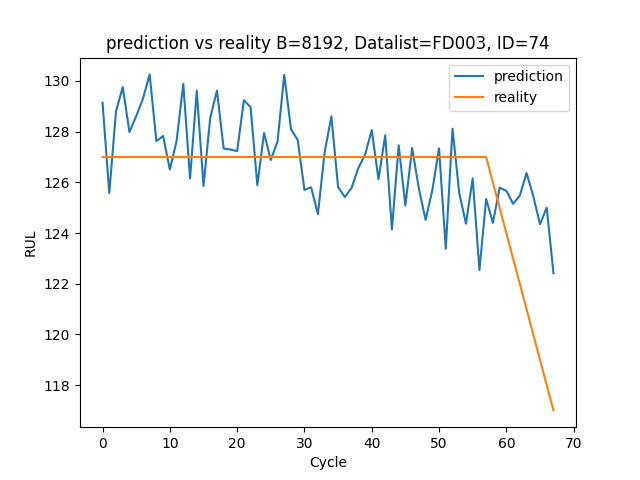 prediction vs reality B=8192, Datalist=FD003, ID=74
prediction
reality
130
128
126
124
122
120
118
RUL
0 10 20 30 40 50 60 70
Cycle